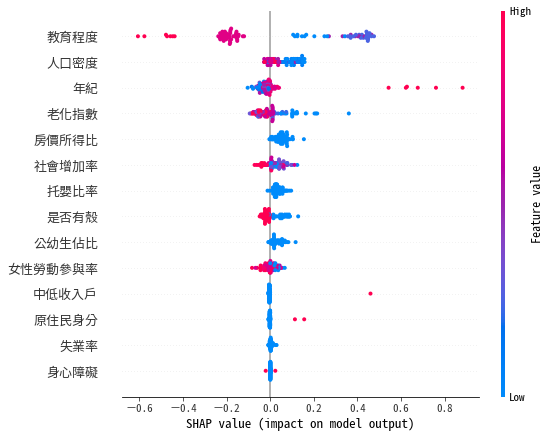 High
教育程度
人口密度
年紀
老化指數
房價所得比
社會增加率
托嬰比率
是否有殼
公幼生佔比
女性勞動參與率
中低收入戶
原住民身分
失業率
身心障礙
Feature value
Low
−0.6 −0.4 −0.2 0.0 0.2 0.4 0.6 0.8
SHAP value (impact on model output)